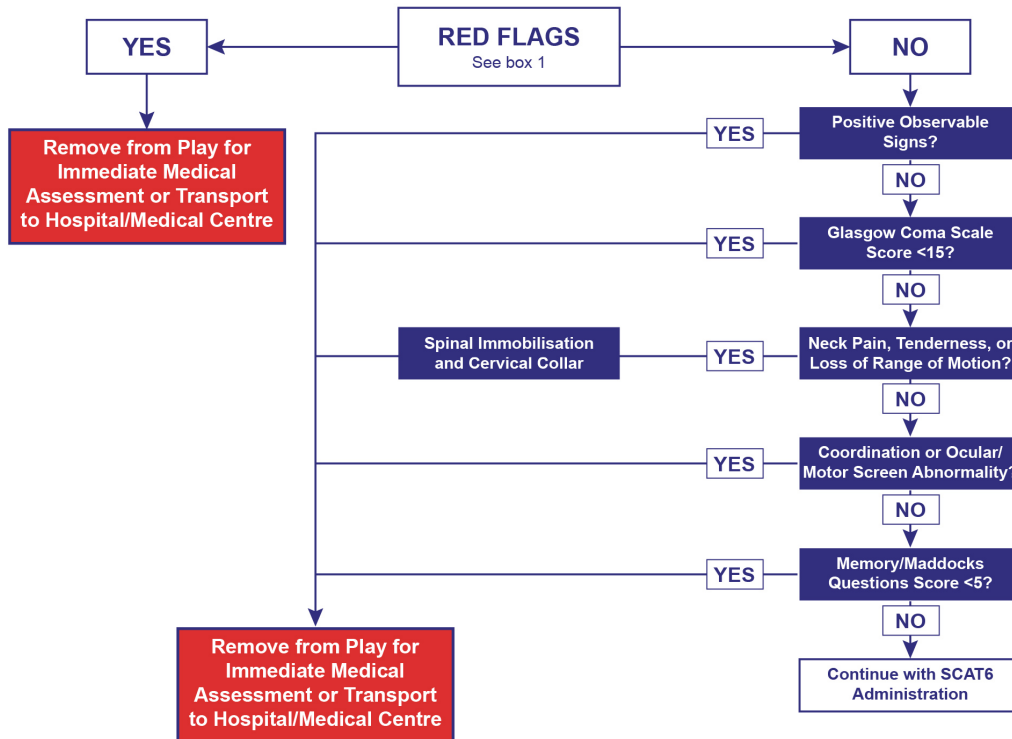 YES
RED FLAGS
See box 1
NO
Remove from Play for
Immediate Medical
Assessment or Transport
to Hospital/Medical Centre
YES
Positive Observable
Signs?
NO
YES
Glasgow Coma Scale
Score <15?
NO
Spinal Immobilisation
and Cervical Collar
YES
Neck Pain, Tenderness, or
Loss of Range of Motion?
NO
YES
Coordination or Ocular/
Motor Screen Abnormality?
NO
YES
Memory/Maddocks
Questions Score <5?
NO
Remove from Play for
Immediate Medical
Assessment or Transport
to Hospital/Medical Centre
Continue with SCAT6
Administration